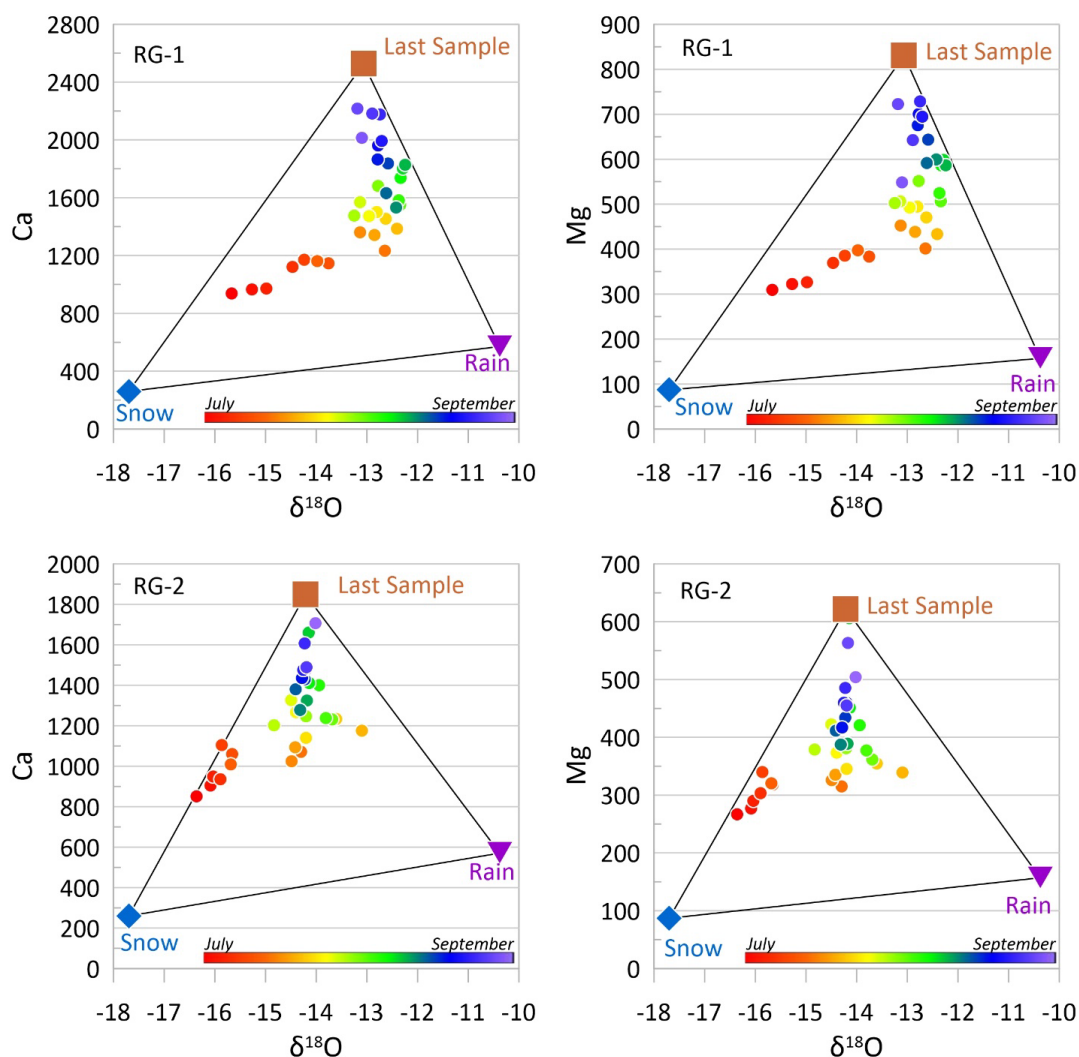 2800
2400
2000
1600
1200
800
400
0
Ca
RG-1
Last Sample
Rain
Snow
July
September
-18 -17 -16 -15 -14 -13 -12 -11 -10
δ¹⁸O
900
800
700
600
500
400
300
200
100
0
Mg
RG-1
Last Sample
Rain
Snow
July
September
-18 -17 -16 -15 -14 -13 -12 -11 -10
δ¹⁸O
2000
1800
1600
1400
1200
1000
800
600
400
200
0
Ca
RG-2
Last Sample
Rain
Snow
July
September
-18 -17 -16 -15 -14 -13 -12 -11 -10
δ¹⁸O
700
600
500
400
300
200
100
0
Mg
RG-2
Last Sample
Rain
Snow
July
September
-18 -17 -16 -15 -14 -13 -12 -11 -10
δ¹⁸O